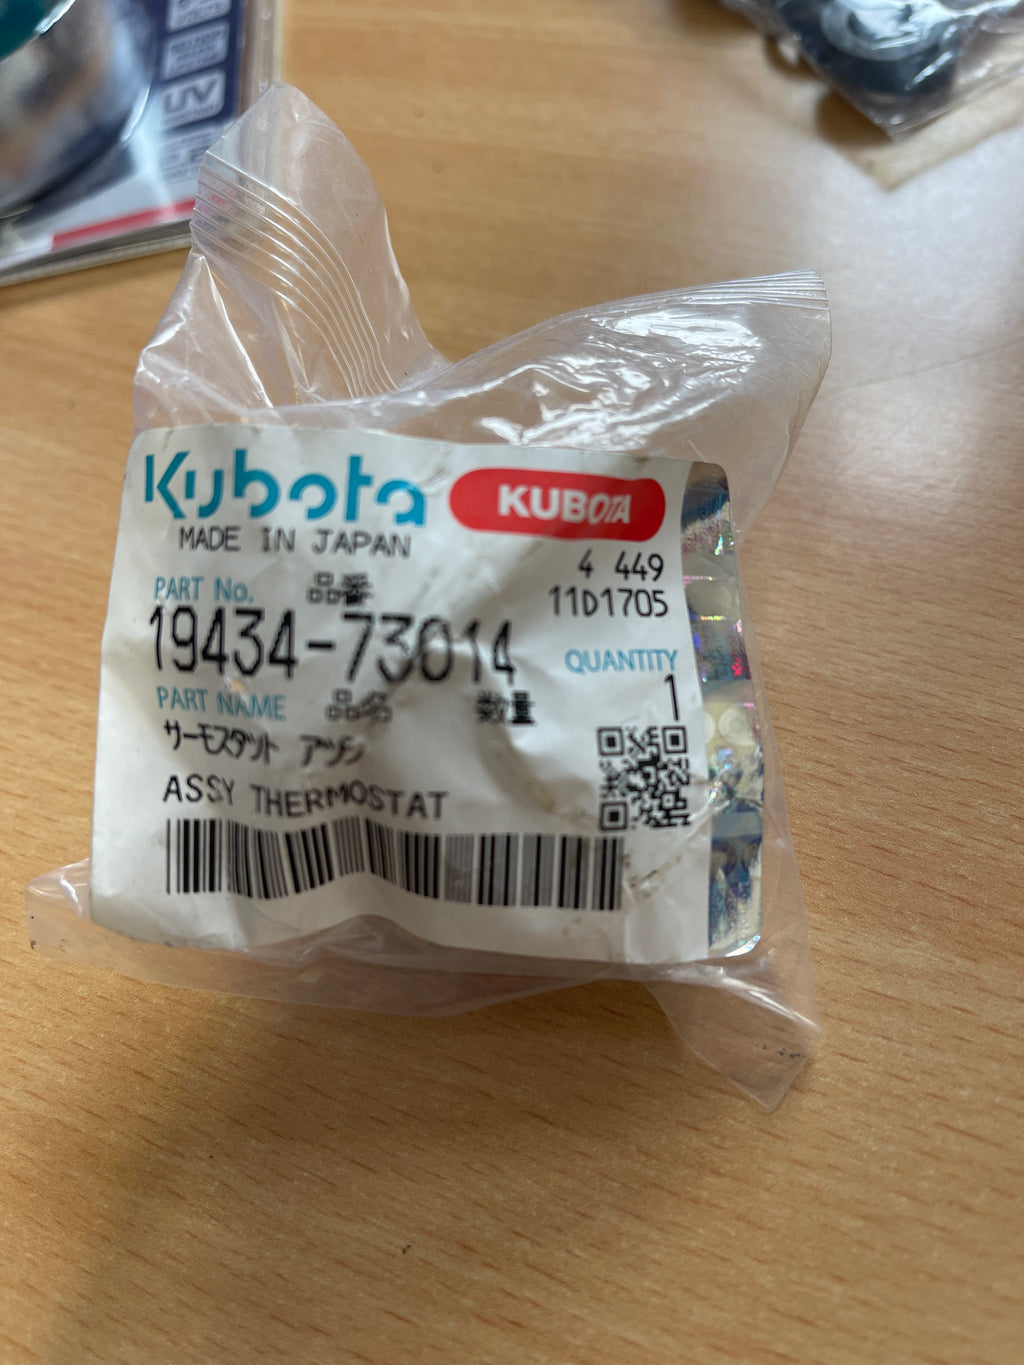 UV
Kubota KUBOTA
MADE IN JAPAN
4 449
11D1705
PART No. 品番
19434-73014
QUANTITY
1
PART NAME 品名 数量
サーモスタット アッシ
ASSY THERMOSTAT